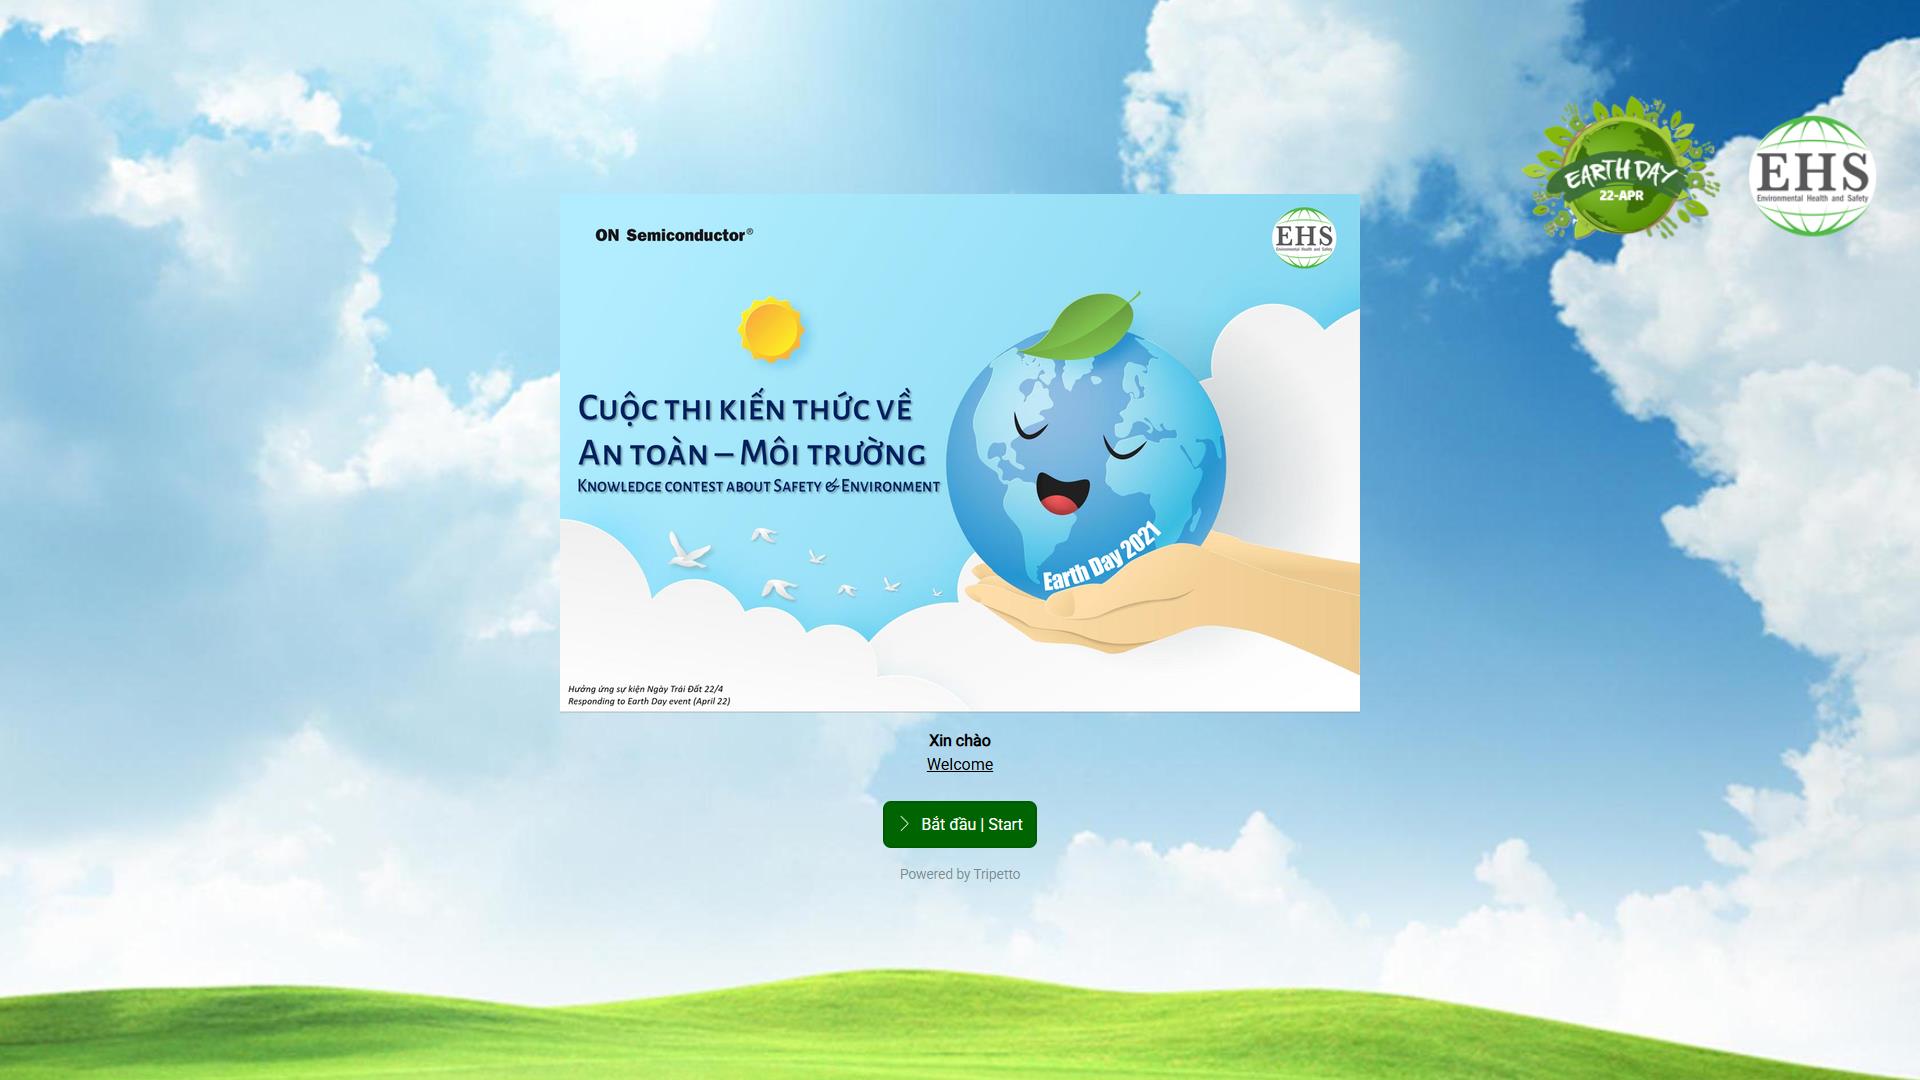 EARTH DAY
22-APR
EHS
Environmental Health and Safety
ON Semiconductor®
EHS
Environmental Health and Safety
CUỘC THI KIẾN THỨC VỀ
AN TOÀN – MÔI TRƯỜNG
KNOWLEDGE CONTEST ABOUT SAFETY & ENVIRONMENT
Earth Day 2021
Hưởng ứng sự kiện Ngày Trái Đất 22/4
Responding to Earth Day event (April 22)
Xin chào
Welcome
Bắt đầu | Start
Powered by Tripetto